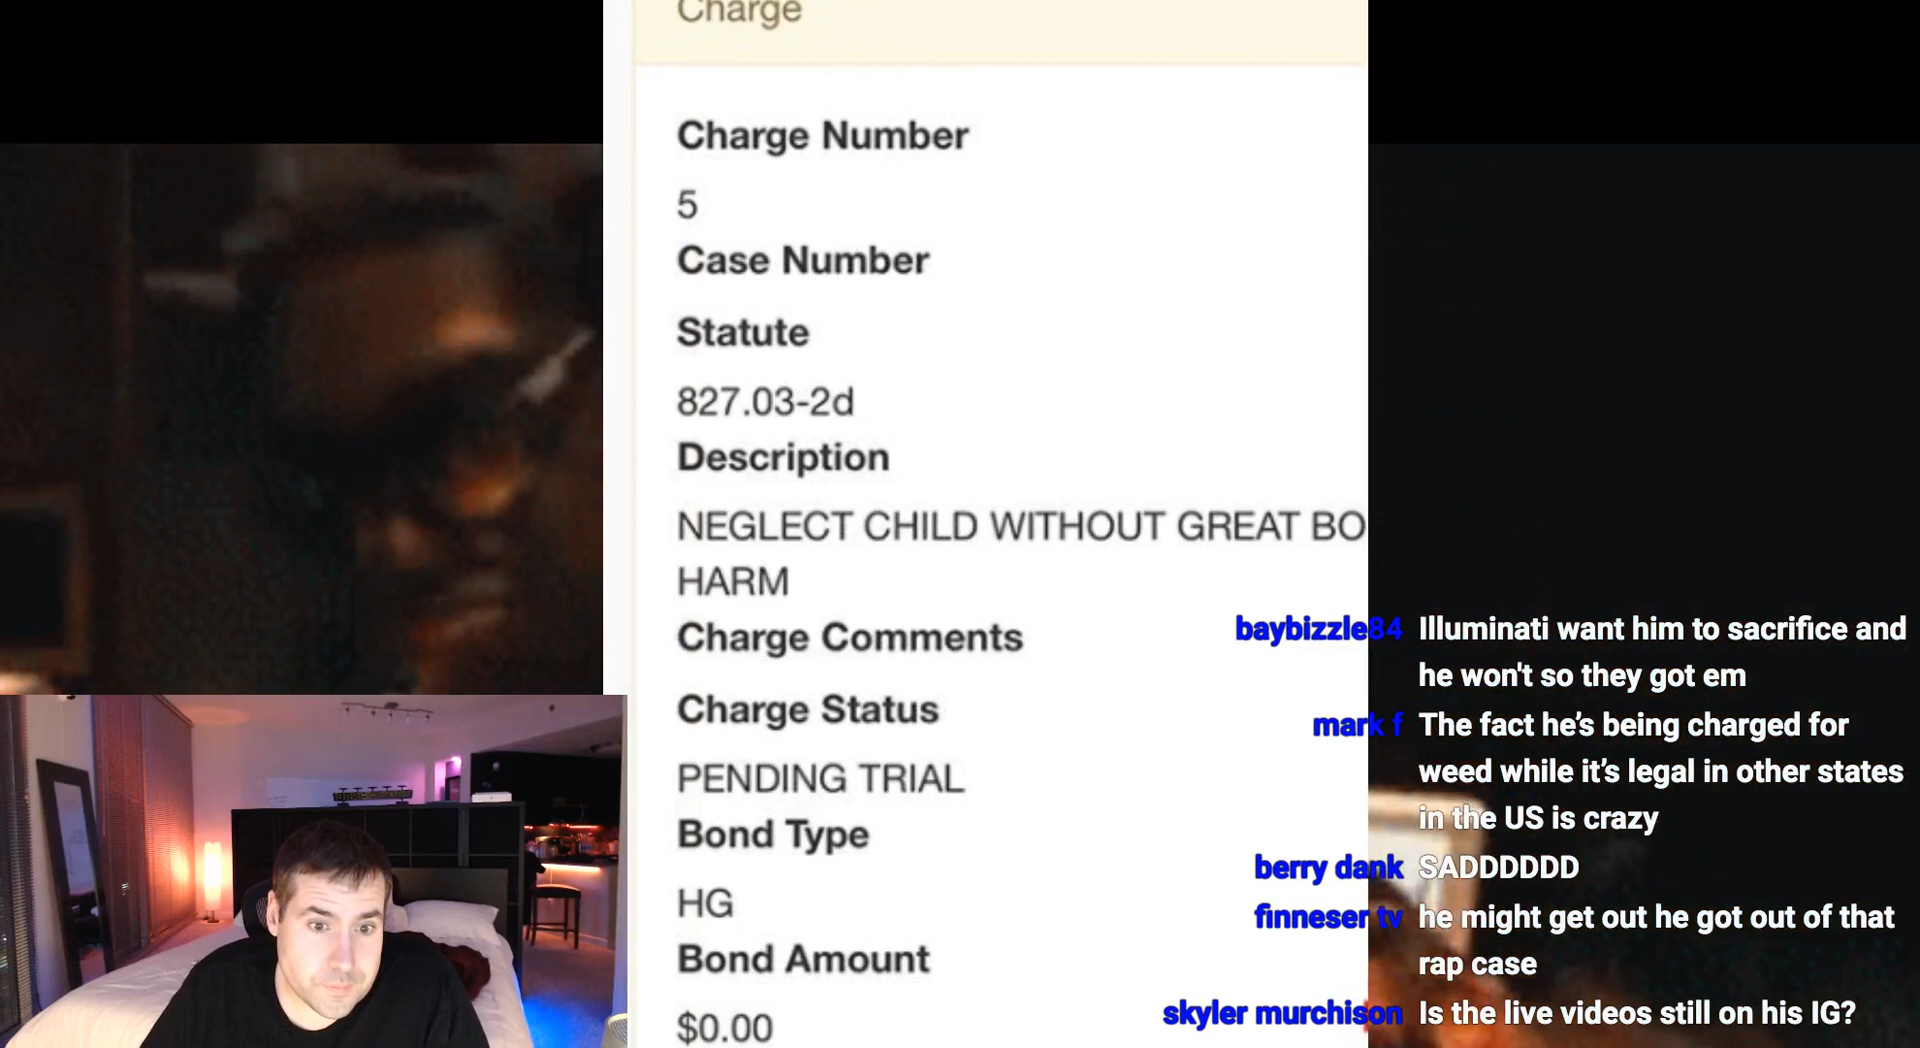 Charge
Charge Number
5
Case Number
Statute
827.03-2d
Description
NEGLECT CHILD WITHOUT GREAT BO
HARM
Charge Comments
Charge Status
PENDING TRIAL
Bond Type
HG
Bond Amount
$0.00
baybizzle84 Illuminati want him to sacrifice and
he won't so they got em
mark f The fact he's being charged for
weed while it's legal in other states
in the US is crazy
berry dank SADDDDDD
finneser tv he might get out he got out of that
rap case
skyler murchison Is the live videos still on his IG?